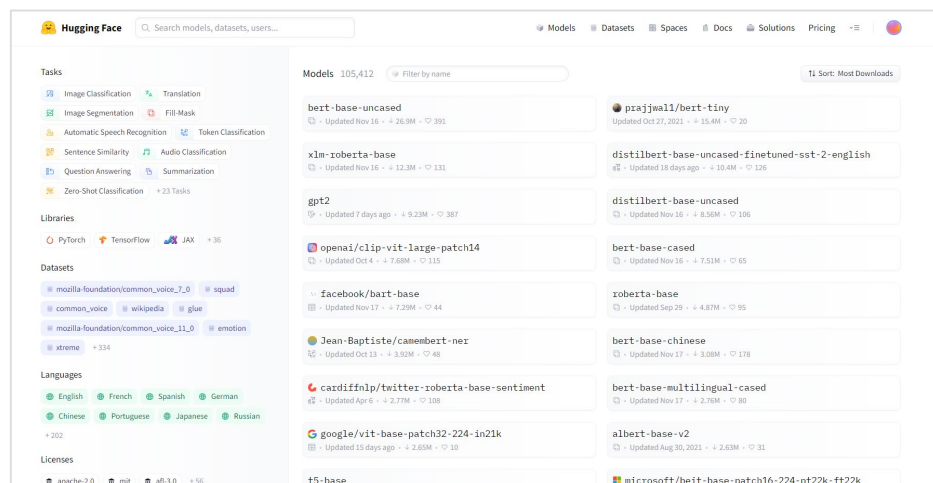 Hugging Face
Search models, datasets, users...
Models
Datasets
Spaces
Docs
Solutions
Pricing
Tasks
Image Classification
Translation
Image Segmentation
Fill-Mask
Automatic Speech Recognition
Token Classification
Sentence Similarity
Audio Classification
Question Answering
Summarization
Zero-Shot Classification
+ 23 Tasks
Libraries
PyTorch
TensorFlow
JAX
+ 36
Datasets
mozilla-foundation/common_voice_7_0
squad
common_voice
wikipedia
glue
mozilla-foundation/common_voice_11_0
emotion
xtreme
+ 334
Languages
English
French
Spanish
German
Chinese
Portuguese
Japanese
Russian
+ 202
Licenses
apache-2.0
mit
afl-3.0
+ 56
Models 105,412
Filter by name
↑↓ Sort: Most Downloads
bert-base-uncased
• Updated Nov 16 • ↓ 26.9M • ♡ 391
prajjwal1/bert-tiny
Updated Oct 27, 2021 • ↓ 15.4M • ♡ 20
xlm-roberta-base
• Updated Nov 16 • ↓ 12.3M • ♡ 131
distilbert-base-uncased-finetuned-sst-2-english
• Updated 18 days ago • ↓ 10.4M • ♡ 126
gpt2
• Updated 7 days ago • ↓ 9.23M • ♡ 387
distilbert-base-uncased
• Updated Nov 16 • ↓ 8.56M • ♡ 106
openai/clip-vit-large-patch14
• Updated Oct 4 • ↓ 7.68M • ♡ 115
bert-base-cased
• Updated Nov 16 • ↓ 7.51M • ♡ 65
facebook/bart-base
• Updated Nov 17 • ↓ 7.29M • ♡ 44
roberta-base
• Updated Sep 29 • ↓ 4.87M • ♡ 95
Jean-Baptiste/camembert-ner
• Updated Oct 13 • ↓ 3.92M • ♡ 48
bert-base-chinese
• Updated Nov 17 • ↓ 3.08M • ♡ 178
cardiffnlp/twitter-roberta-base-sentiment
• Updated Apr 6 • ↓ 2.77M • ♡ 108
bert-base-multilingual-cased
• Updated Nov 17 • ↓ 2.76M • ♡ 80
google/vit-base-patch32-224-in21k
• Updated 15 days ago • ↓ 2.65M • ♡ 10
albert-base-v2
• Updated Aug 30, 2021 • ↓ 2.63M • ♡ 31
t5-base
microsoft/beit-base-patch16-224-pt22k-ft22k